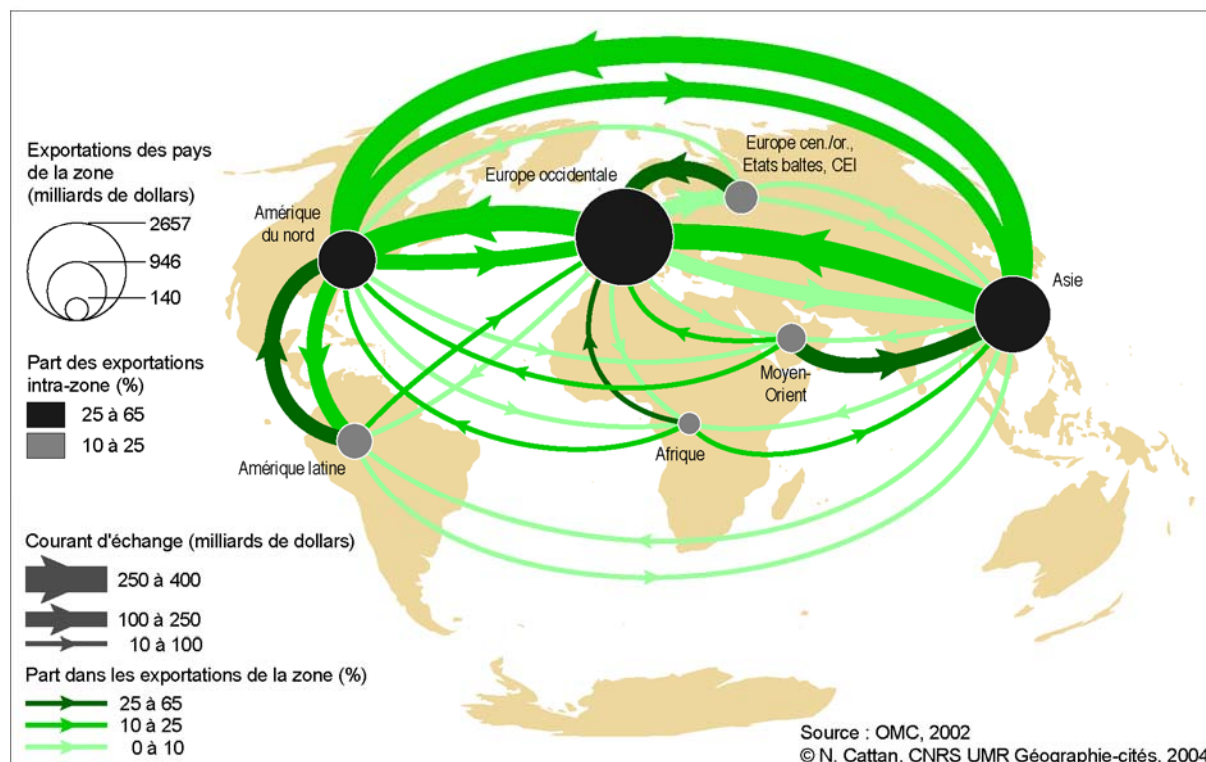 Exportations des pays
de la zone
(milliards de dollars)
2657
946
140
Part des exportations
intra-zone (%)
25 à 65
10 à 25
Courant d'échange (milliards de dollars)
250 à 400
100 à 250
10 à 100
Part dans les exportations de la zone (%)
25 à 65
10 à 25
0 à 10
Amérique
du nord
Europe occidentale
Europe cen./or.,
Etats baltes, CEI
Asie
Moyen-
Orient
Afrique
Amérique latine
Source : OMC, 2002
© N. Cattan, CNRS UMR Géographie-cités, 2004